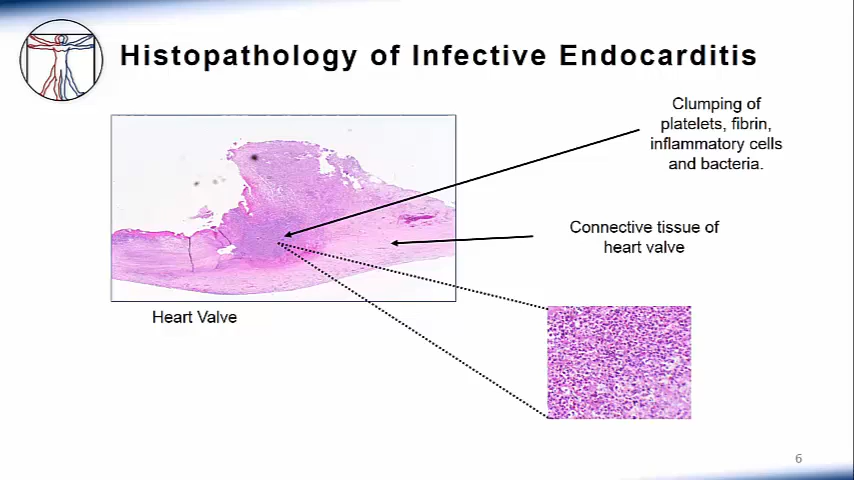 Histopathology of Infective Endocarditis
Clumping of
platelets, fibrin,
inflammatory cells
and bacteria.
Connective tissue of
heart valve
Heart Valve
6